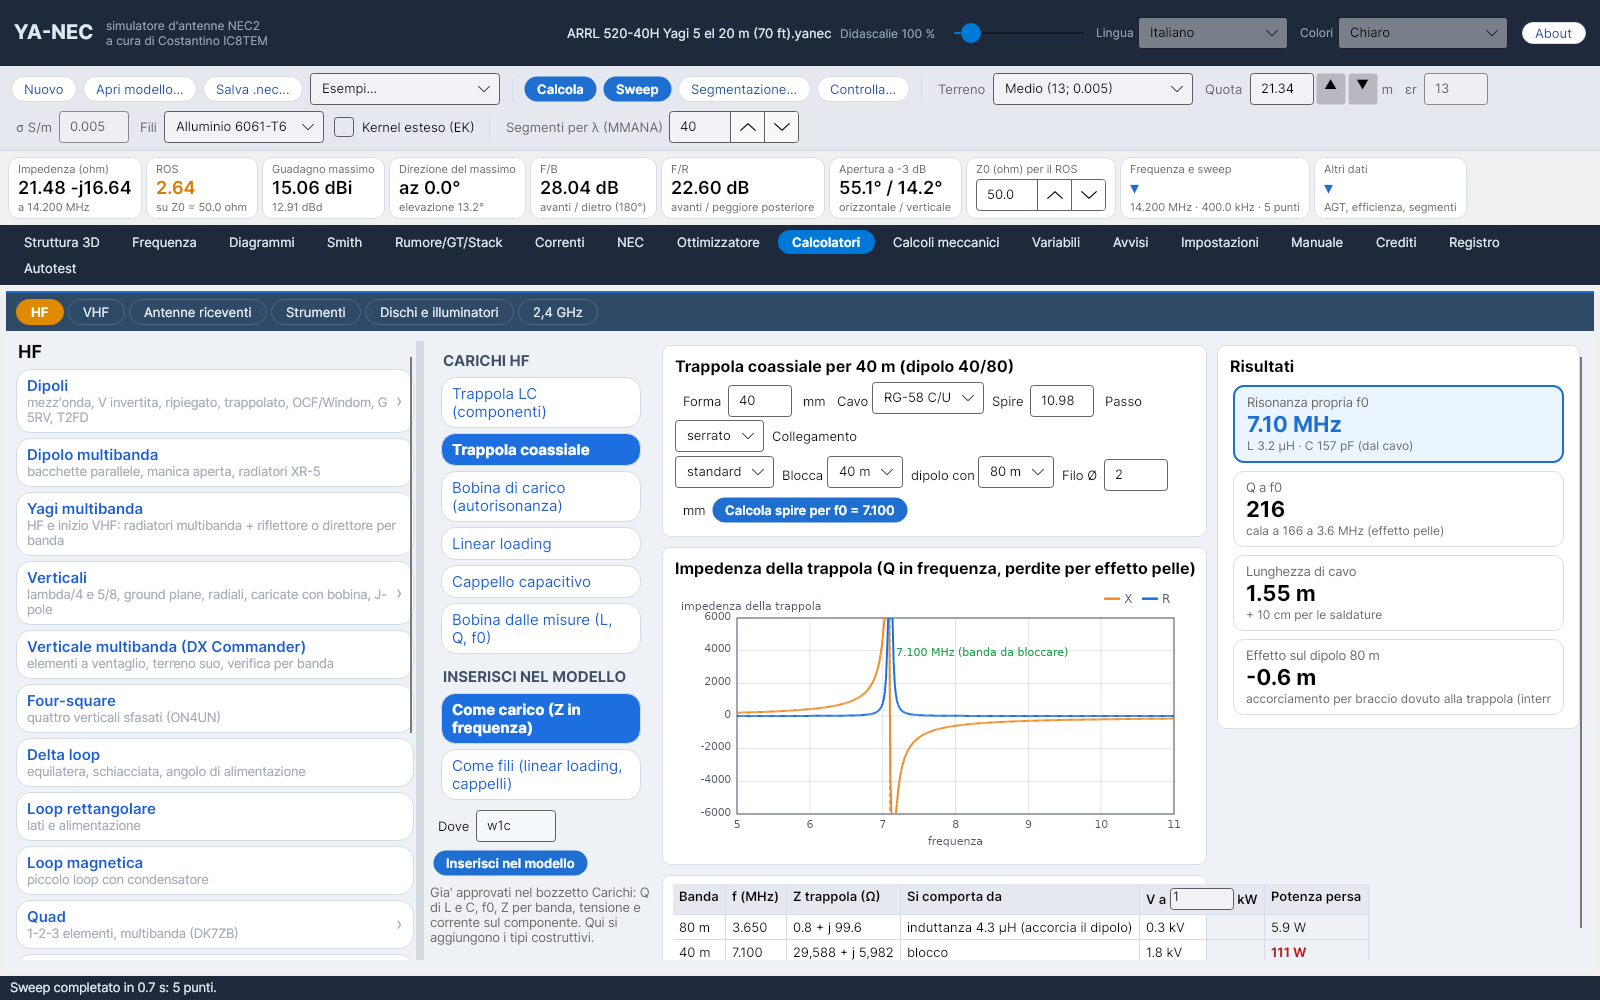 YA-NEC
simulatore d'antenne NEC2
a cura di Costantino IC8TEM
ARRL 520-40H Yagi 5 el 20 m (70 ft).yanec
Didascalie 100 %
Lingua
Italiano
Colori
Chiaro
About
Nuovo
Apri modello...
Salva .nec...
Esempi...
Calcola
Sweep
Segmentazione...
Controlla...
Terreno
Medio (13; 0.005)
Quota
21.34
m
εr
13
σ S/m
0.005
Fili
Alluminio 6061-T6
Kernel esteso (EK)
Segmenti per λ (MMANA)
40
Impedenza (ohm)
21.48 -j16.64
a 14.200 MHz
ROS
2.64
su Z0 = 50.0 ohm
Guadagno massimo
15.06 dBi
12.91 dBd
Direzione del massimo
az 0.0°
elevazione 13.2°
F/B
28.04 dB
avanti / dietro (180°)
F/R
22.60 dB
avanti / peggiore posteriore
Apertura a -3 dB
55.1° / 14.2°
orizzontale / verticale
Z0 (ohm) per il ROS
50.0
Frequenza e sweep
14.200 MHz · 400.0 kHz · 5 punti
Altri dati
AGT, efficienza, segmenti
Struttura 3D
Frequenza
Diagrammi
Smith
Rumore/GT/Stack
Correnti
NEC
Ottimizzatore
Calcolatori
Calcoli meccanici
Variabili
Avvisi
Impostazioni
Manuale
Crediti
Registro
Autotest
HF
VHF
Antenne riceventi
Strumenti
Dischi e illuminatori
2,4 GHz
HF
Dipoli
mezz'onda, V invertita, ripiegato, trappolato, OCF/Windom, G
5RV, T2FD
Dipolo multibanda
bacchette parallele, manica aperta, radiatori XR-5
Yagi multibanda
HF e inizio VHF: radiatori multibanda + riflettore o direttore per
banda
Verticali
lambda/4 e 5/8, ground plane, radiali, caricate con bobina, J-
pole
Verticale multibanda (DX Commander)
elementi a ventaglio, terreno suo, verifica per banda
Four-square
quattro verticali sfasati (ON4UN)
Delta loop
equilatera, schiacciata, angolo di alimentazione
Loop rettangolare
lati e alimentazione
Loop magnetica
piccolo loop con condensatore
Quad
1-2-3 elementi, multibanda (DK7ZB)
CARICHI HF
Trappola LC
(componenti)
Trappola coassiale
Bobina di carico
(autorisonanza)
Linear loading
Cappello capacitivo
Bobina dalle misure (L,
Q, f0)
INSERISCI NEL MODELLO
Come carico (Z in
frequenza)
Come fili (linear loading,
cappelli)
Dove
w1c
Inserisci nel modello
Gia' approvati nel bozzetto Carichi: Q
di L e C, f0, Z per banda, tensione e
corrente sul componente. Qui si
aggiungono i tipi costruttivi.
Trappola coassiale per 40 m (dipolo 40/80)
Forma
40
mm
Cavo
RG-58 C/U
Spire
10.98
Passo
serrato
Collegamento
standard
Blocca
40 m
dipolo con
80 m
Filo Ø
2
mm
Calcola spire per f0 = 7.100
Impedenza della trappola (Q in frequenza, perdite per effetto pelle)
impedenza della trappola
X
R
6000
4000
2000
0
-2000
-4000
-6000
7.100 MHz (banda da bloccare)
5
6
7
8
9
10
11
frequenza
Banda
f (MHz)
Z trappola (Ω)
Si comporta da
V a
1
kW
Potenza persa
80 m
3.650
0.8 + j 99.6
induttanza 4.3 µH (accorcia il dipolo)
0.3 kV
5.9 W
40 m
7.100
29,588 + j 5,982
blocco
1.8 kV
111 W
Risultati
Risonanza propria f0
7.10 MHz
L 3.2 µH · C 157 pF (dal cavo)
Q a f0
216
cala a 166 a 3.6 MHz (effetto pelle)
Lunghezza di cavo
1.55 m
+ 10 cm per le saldature
Effetto sul dipolo 80 m
-0.6 m
accorciamento per braccio dovuto alla trappola (interr
Sweep completato in 0.7 s: 5 punti.